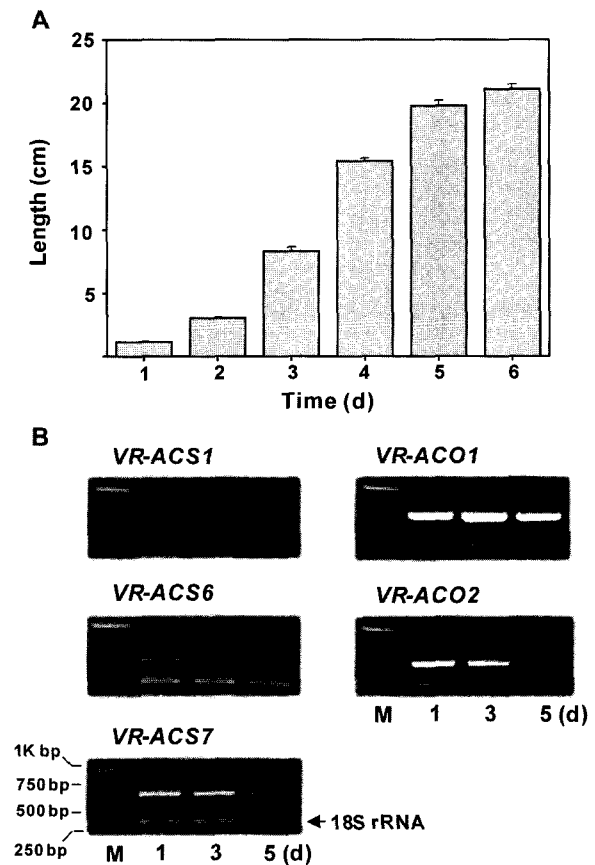 A
25
20
15
10
5
Length (cm)
1 2 3 4 5 6
Time (d)
B
VR-ACS1
VR-ACO1
VR-ACS6
VR-ACO2
M 1 3 5 (d)
VR-ACS7
1K bp
750 bp
500 bp
250 bp
18S rRNA
M 1 3 5 (d)